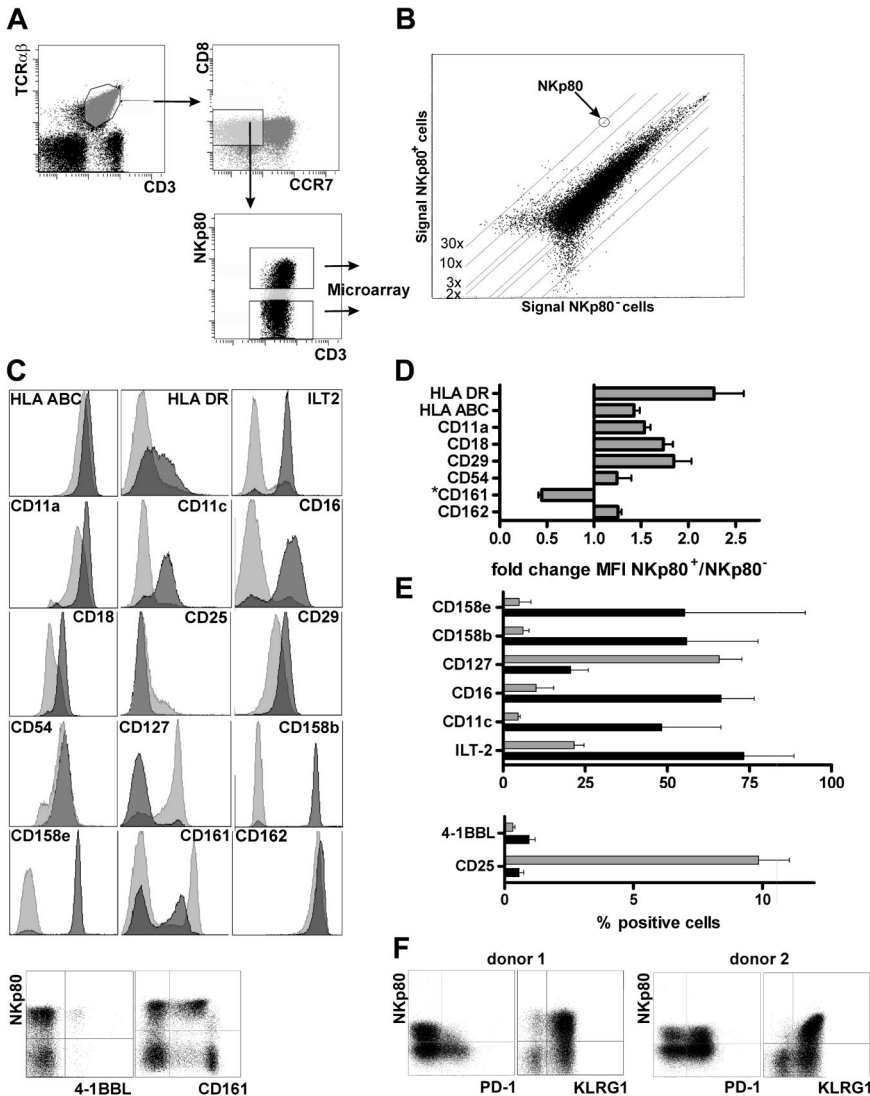 A
TCRαβ
CD3
CD8
CCR7
NKp80
CD3
Microarray
B
NKp80
Signal NKp80⁺ cells
30x
10x
3x
2x
Signal NKp80⁻ cells
C
HLA ABC
HLA DR
ILT2
CD11a
CD11c
CD16
CD18
CD25
CD29
CD54
CD127
CD158b
CD158e
CD161
CD162
NKp80
4-1BBL
CD161
D
HLA DR
HLA ABC
CD11a
CD18
CD29
CD54
*CD161
CD162
0.0 0.5 1.0 1.5 2.0 2.5
fold change MFI NKp80⁺/NKp80⁻
E
CD158e
CD158b
CD127
CD16
CD11c
ILT-2
0 25 50 75 100
4-1BBL
CD25
0 5 10
% positive cells
F
donor 1
donor 2
NKp80
PD-1
KLRG1
NKp80
PD-1
KLRG1